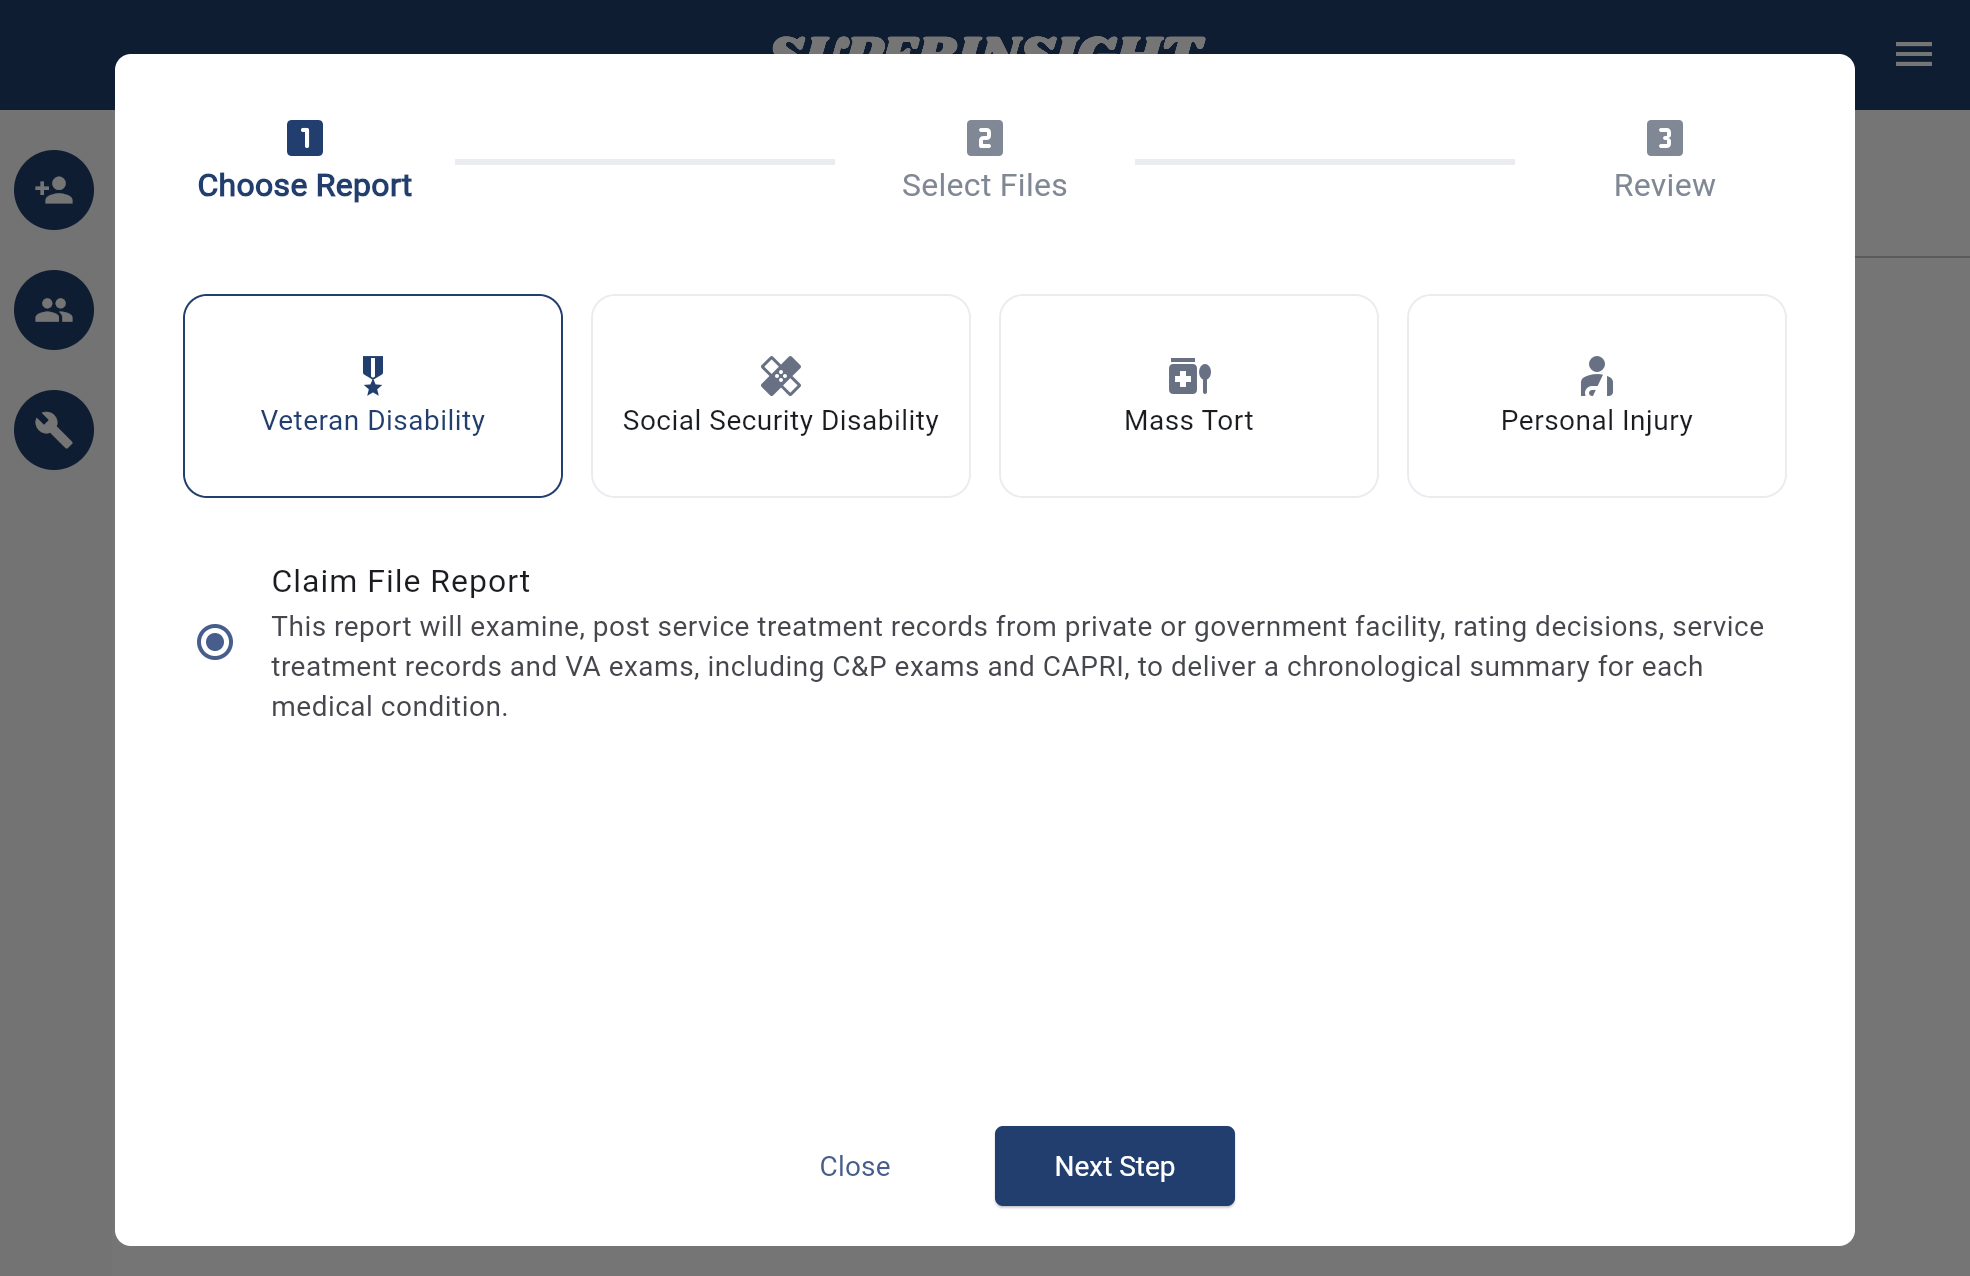 SUPERINSIGHT
1
2
3
Choose Report
Select Files
Review
Veteran Disability
Social Security Disability
Mass Tort
Personal Injury
Claim File Report
This report will examine, post service treatment records from private or government facility, rating decisions, service
treatment records and VA exams, including C&P exams and CAPRI, to deliver a chronological summary for each
medical condition.
Close
Next Step